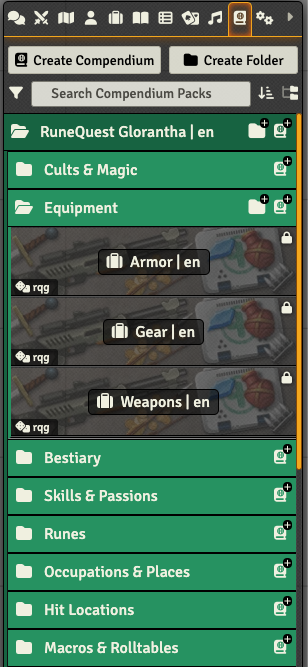 Create Compendium
Create Folder
Search Compendium Packs
RuneQuest Glorantha | en
Cults & Magic
Equipment
Armor | en
rqg
Gear | en
rqg
Weapons | en
rqg
Bestiary
Skills & Passions
Runes
Occupations & Places
Hit Locations
Macros & Rolltables